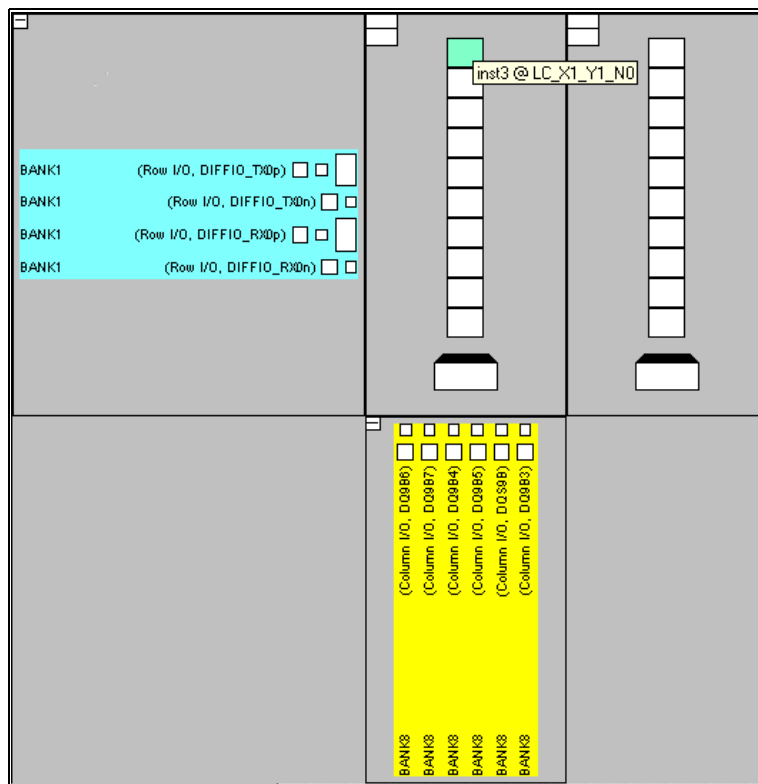 inst3 @ LC_X1_Y1_N0
BANK1 (Row I/O, DIFFIO_TX0p)
BANK1 (Row I/O, DIFFIO_TX0n)
BANK1 (Row I/O, DIFFIO_RX0p)
BANK1 (Row I/O, DIFFIO_RX0n)
BANK8 (Column I/O, DQ9B6)
BANK8 (Column I/O, DQ9B7)
BANK8 (Column I/O, DQ9B4)
BANK8 (Column I/O, DQ9B5)
BANK8 (Column I/O, DQS9B)
BANK8 (Column I/O, DQ9B3)